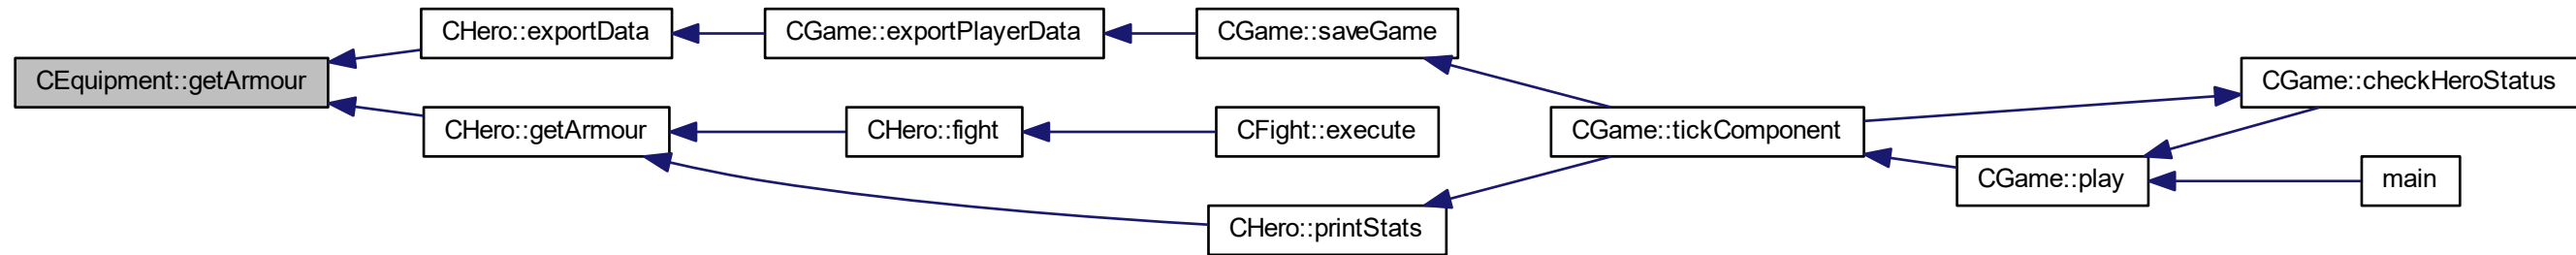 CEquipment::getArmour
CHero::exportData
CGame::exportPlayerData
CGame::saveGame
CHero::getArmour
CHero::fight
CFight::execute
CHero::printStats
CGame::tickComponent
CGame::checkHeroStatus
CGame::play
main